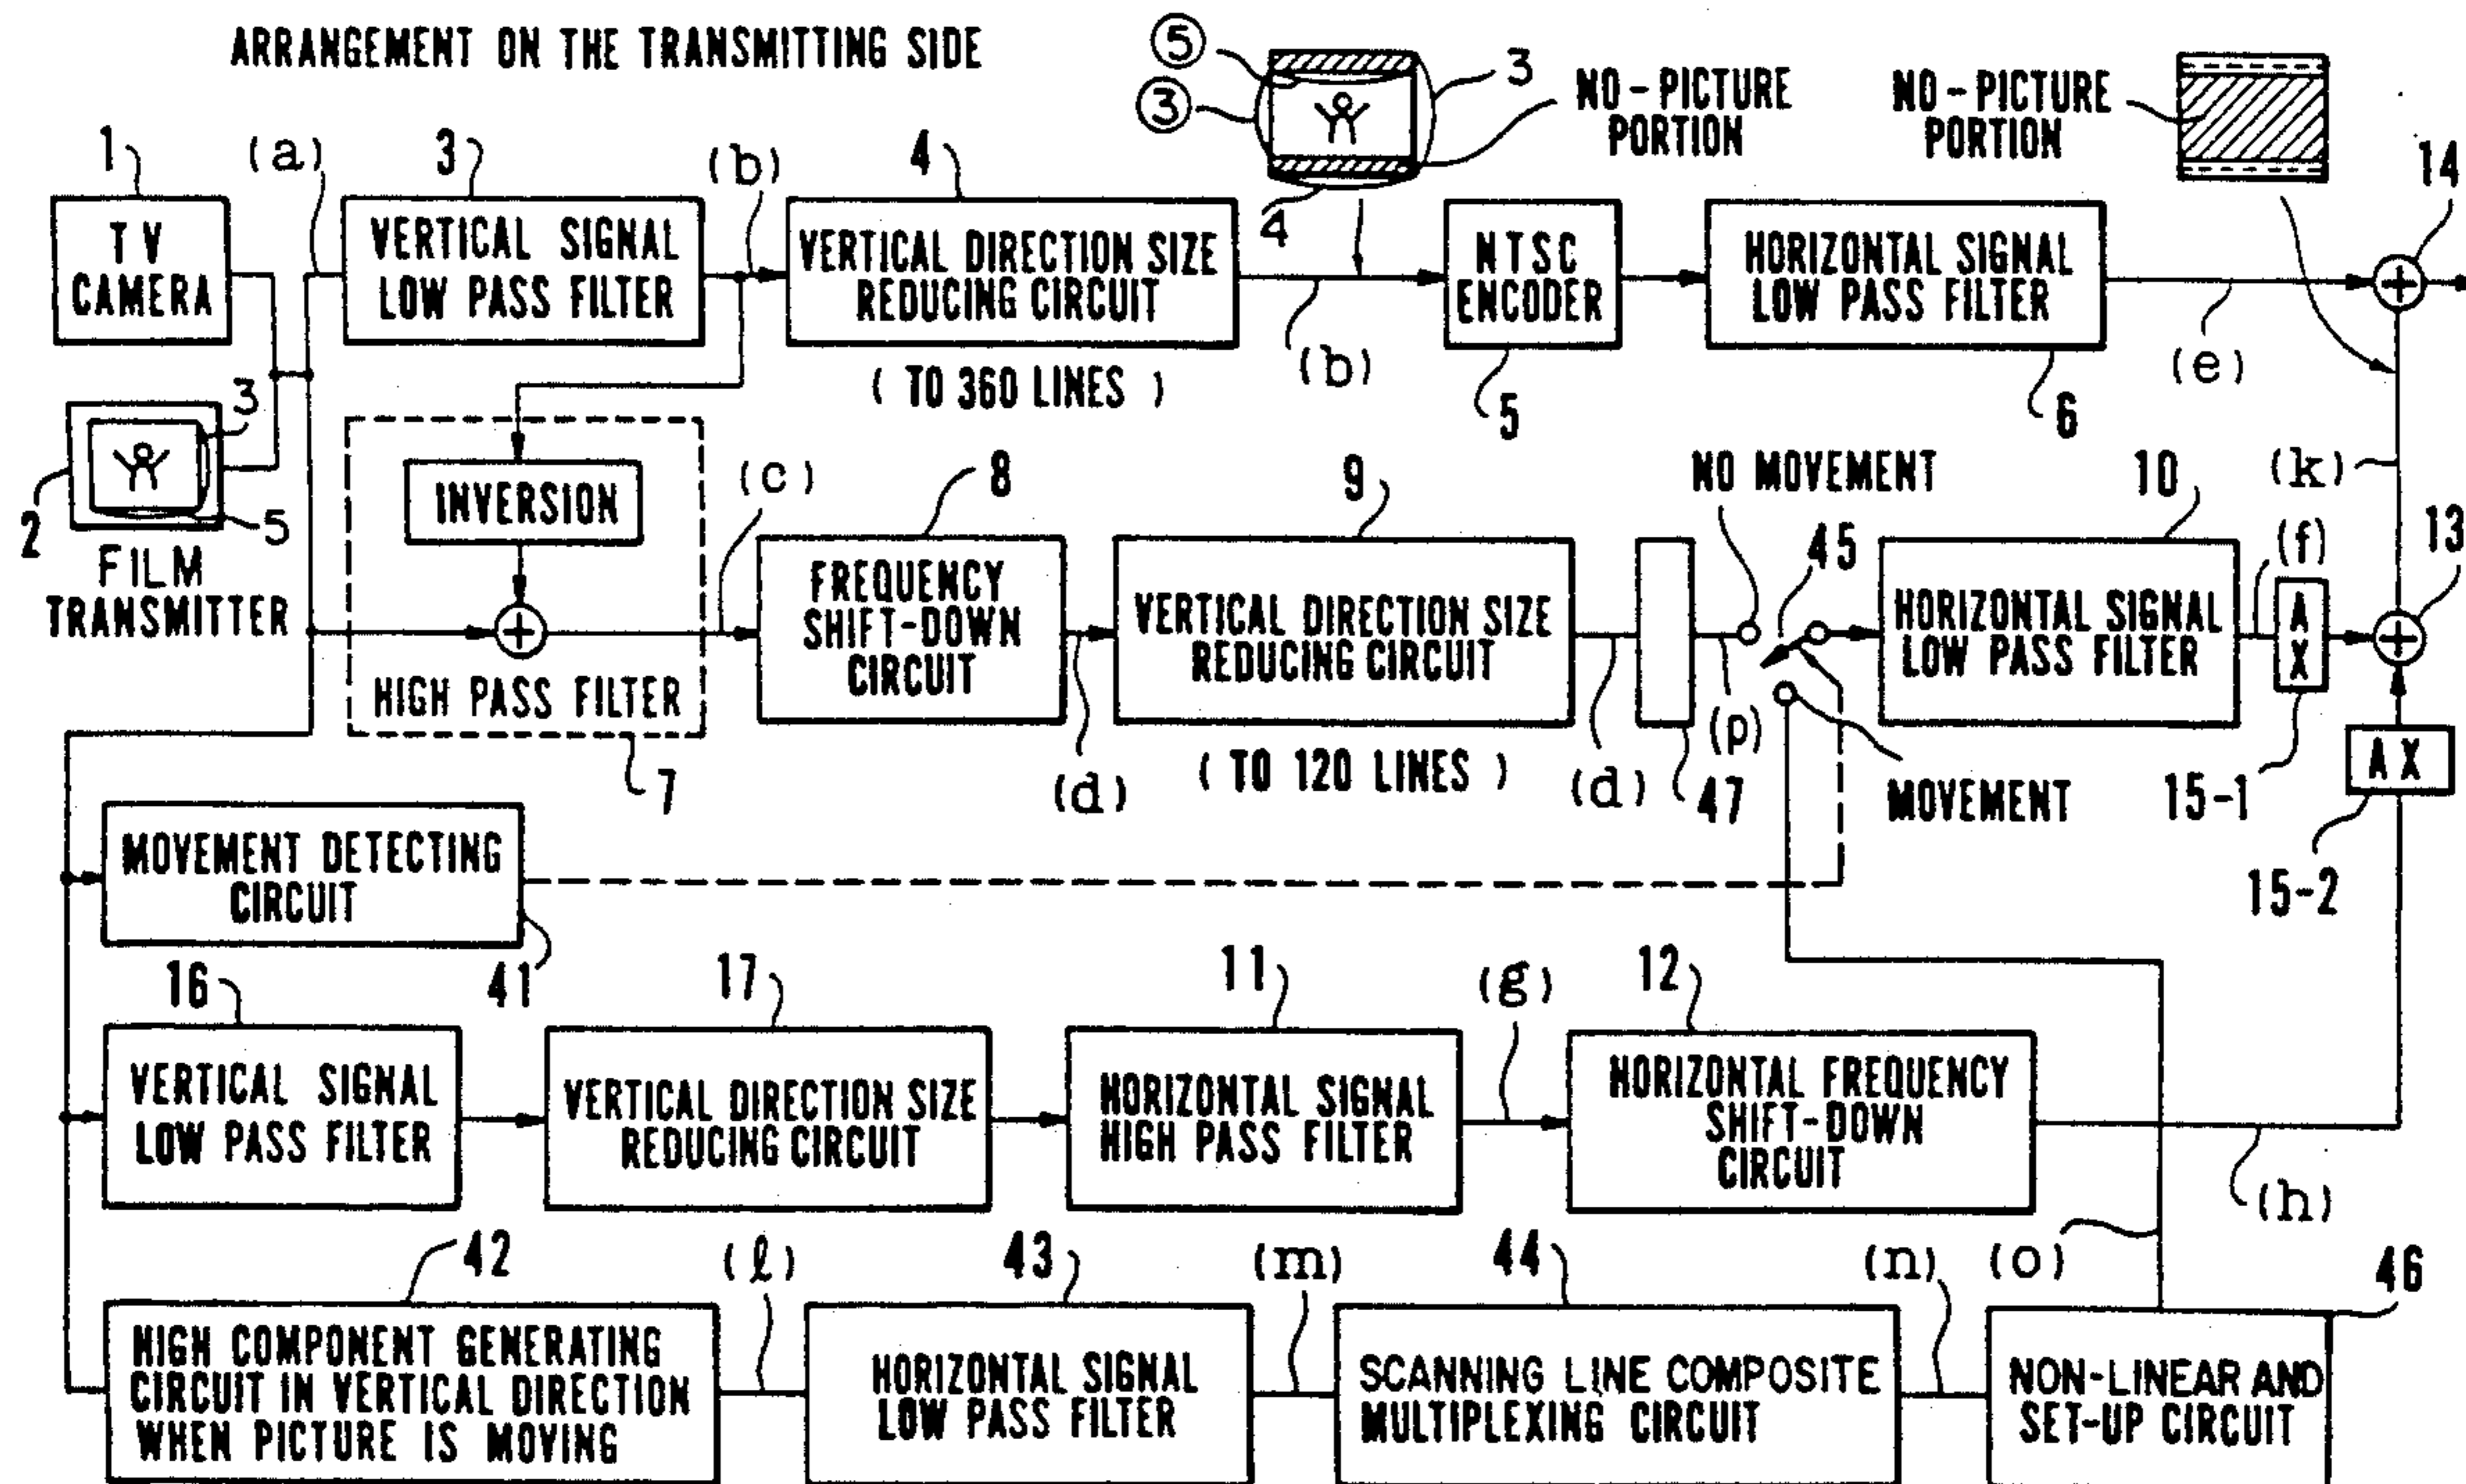 ARRANGEMENT ON THE TRANSMITTING SIDE
⑤
③
3
4
NO-PICTURE
PORTION
NO-PICTURE
PORTION
14
1
TV
CAMERA
(a)
3
VERTICAL SIGNAL
LOW PASS FILTER
(b)
4
VERTICAL DIRECTION SIZE
REDUCING CIRCUIT
( TO 360 LINES )
(b)
NTSC
ENCODER
5
HORIZONTAL SIGNAL
LOW PASS FILTER
6
(e)
3
5
2
FILM
TRANSMITTER
INVERSION
HIGH PASS FILTER
7
(c)
8
FREQUENCY
SHIFT-DOWN
CIRCUIT
(d)
9
VERTICAL DIRECTION SIZE
REDUCING CIRCUIT
( TO 120 LINES )
(d)
47
(p)
NO MOVEMENT
45
MOVEMENT
10
HORIZONTAL SIGNAL
LOW PASS FILTER
(f)
AX
15-1
(k)
13
AX
15-2
MOVEMENT DETECTING
CIRCUIT
41
16
VERTICAL SIGNAL
LOW PASS FILTER
17
VERTICAL DIRECTION SIZE
REDUCING CIRCUIT
11
HORIZONTAL SIGNAL
HIGH PASS FILTER
(g)
12
HORIZONTAL FREQUENCY
SHIFT-DOWN
CIRCUIT
(h)
42
HIGH COMPONENT GENERATING
CIRCUIT IN VERTICAL DIRECTION
WHEN PICTURE IS MOVING
(ℓ)
43
HORIZONTAL SIGNAL
LOW PASS FILTER
(m)
44
SCANNING LINE COMPOSITE
MULTIPLEXING CIRCUIT
(n)
(o)
46
NON-LINEAR AND
SET-UP CIRCUIT